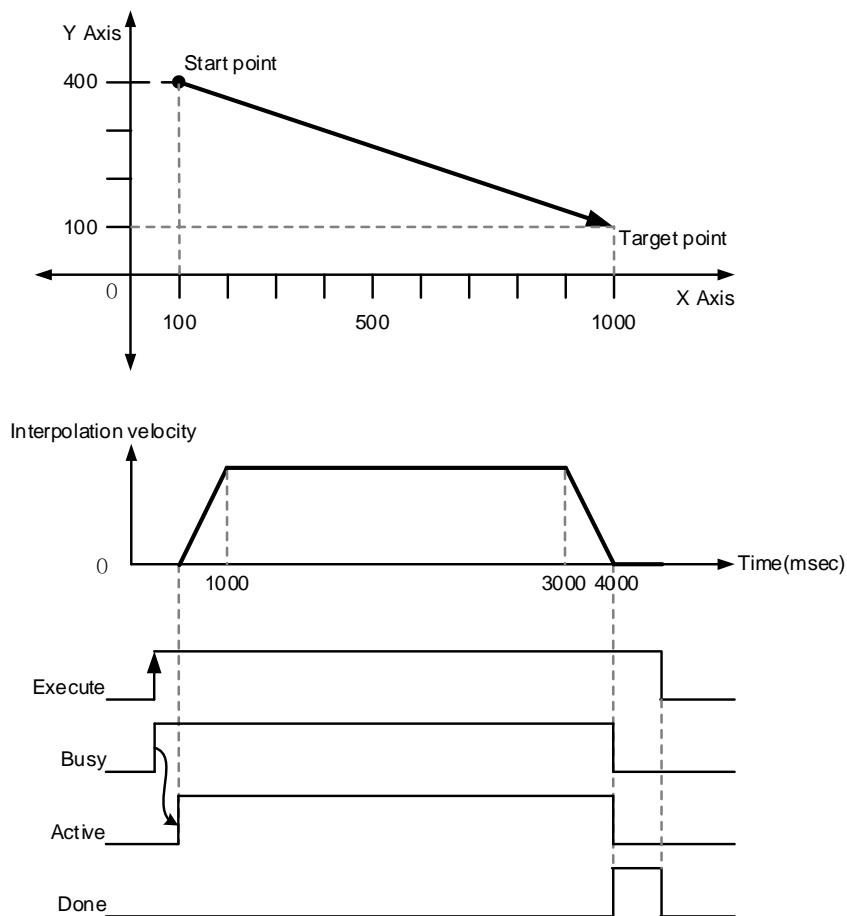 Y Axis
Start point
400
100
Target point
0
X Axis
100
500
1000
Interpolation velocity
0
Time(msec)
1000
3000
4000
Execute
Busy
Active
Done